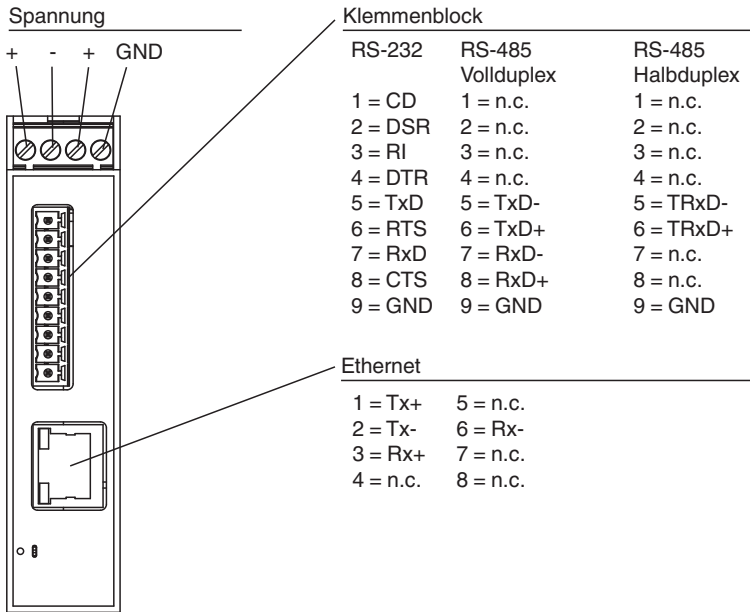 Spannung
+ - + GND
Klemmenblock
RS-232 RS-485 RS-485
Vollduplex Halbduplex
1 = CD 1 = n.c. 1 = n.c.
2 = DSR 2 = n.c. 2 = n.c.
3 = RI 3 = n.c. 3 = n.c.
4 = DTR 4 = n.c. 4 = n.c.
5 = TxD 5 = TxD- 5 = TRxD-
6 = RTS 6 = TxD+ 6 = TRxD+
7 = RxD 7 = RxD- 7 = n.c.
8 = CTS 8 = RxD+ 8 = n.c.
9 = GND 9 = GND 9 = GND
Ethernet
1 = Tx+ 5 = n.c.
2 = Tx- 6 = Rx-
3 = Rx+ 7 = n.c.
4 = n.c. 8 = n.c.